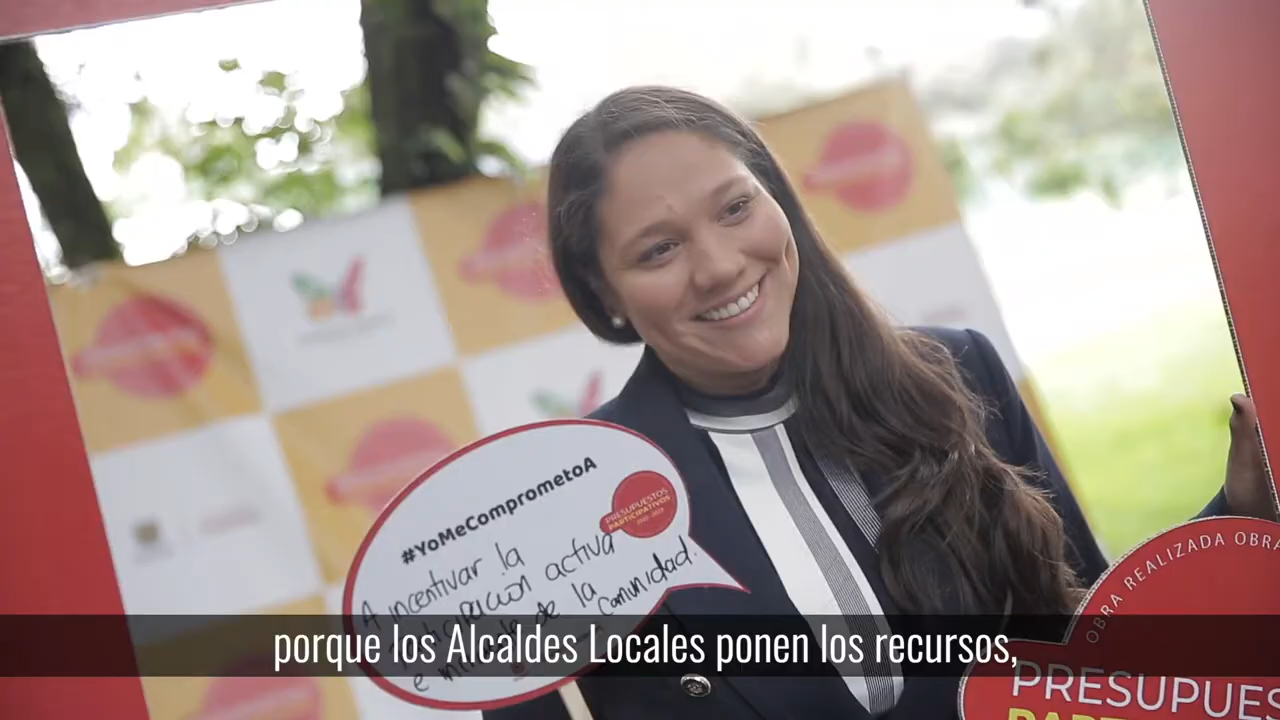 #YoMeComprometoA
PRESUPUESTOS
PARTICIPATIVOS
A incentivar la
participación activa
e
de la comunidad.
OBRA REALIZADA OBRA
PRESUPUES
porque los Alcaldes Locales ponen los recursos,